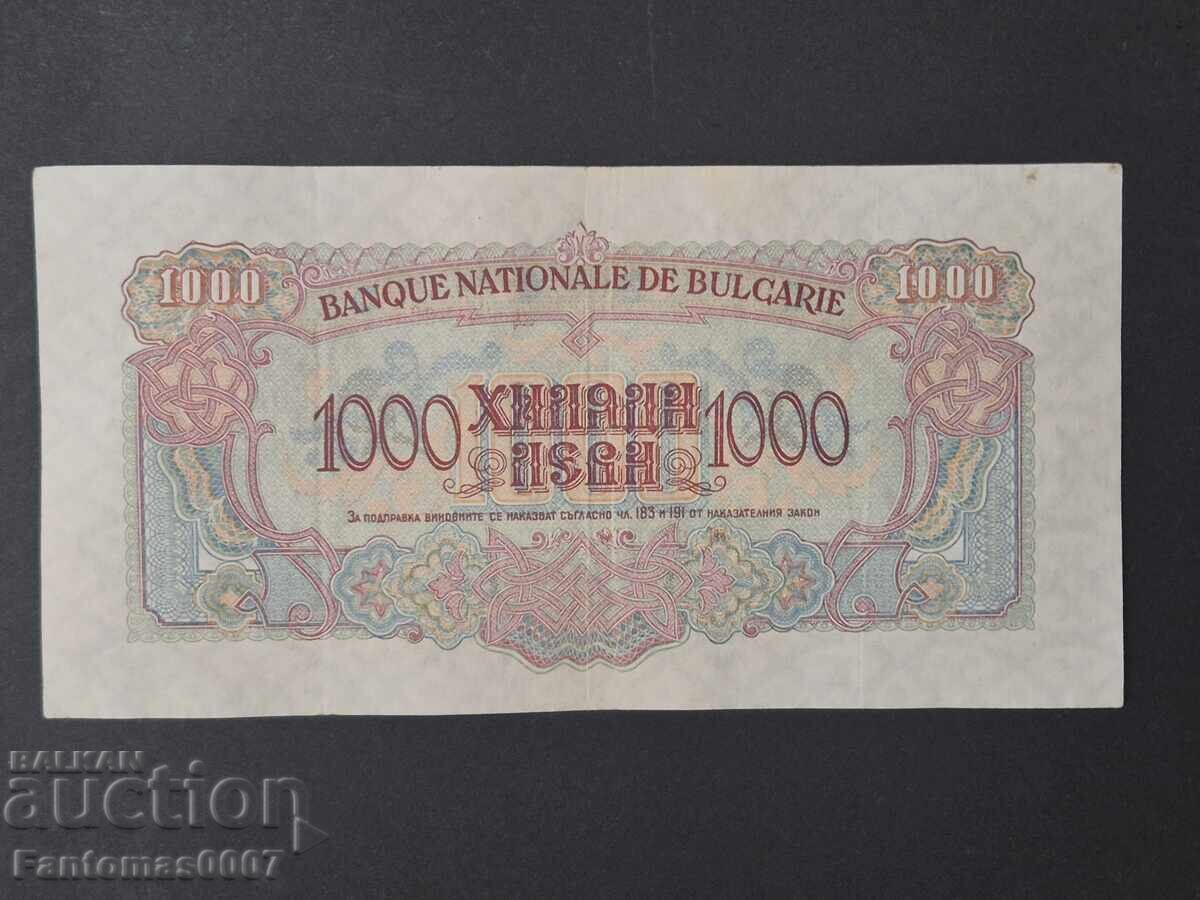 1000 1000
BANQUE NATIONALE DE BULGARIE
1000 ХИЛЯДИ 1000
ЛЕВА
За подправка виновните се наказват съгласно чл. 183 и 191 от наказателния закон
BALKAN
auction
Fantomas0007